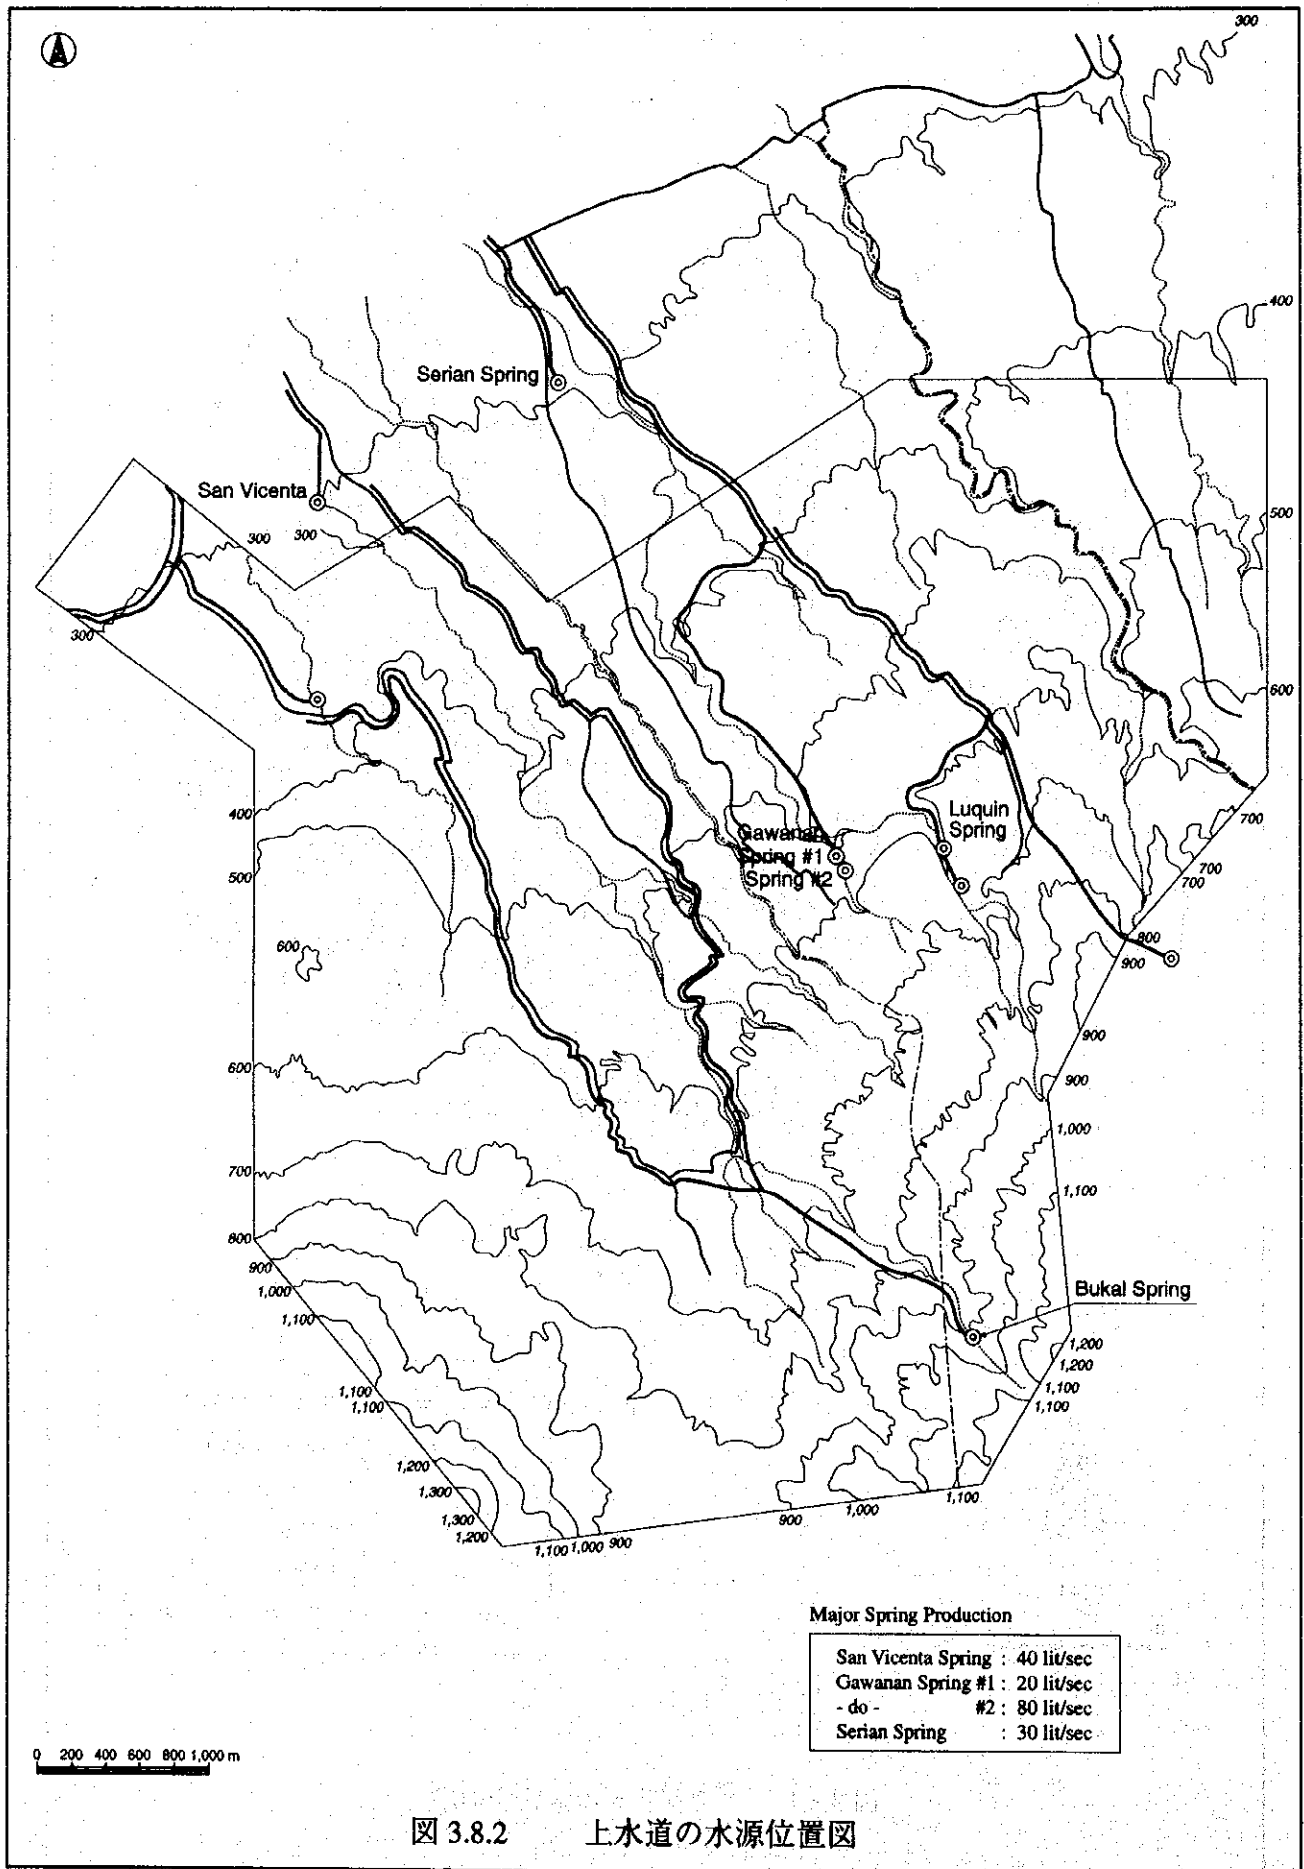 300
400
Serian Spring
San Vicenta
300
300
500
300
600
400
Luquin
Spring
Gawanan
Spring #1
Spring #2
700
700
700
500
600
800
900
900
600
900
1,000
700
1,100
800
900
1,000
Bukal Spring
1,100
1,200
1,200
1,100
1,100
1,100
1,100
1,200
1,300
1,300
1,200
1,100
1,000
900
900
1,000
1,100
Major Spring Production
San Vicenta Spring : 40 lit/sec
Gawanan Spring #1 : 20 lit/sec
- do - #2 : 80 lit/sec
Serian Spring : 30 lit/sec
0 200 400 600 800 1,000 m
図 3.8.2 上水道の水源位置図